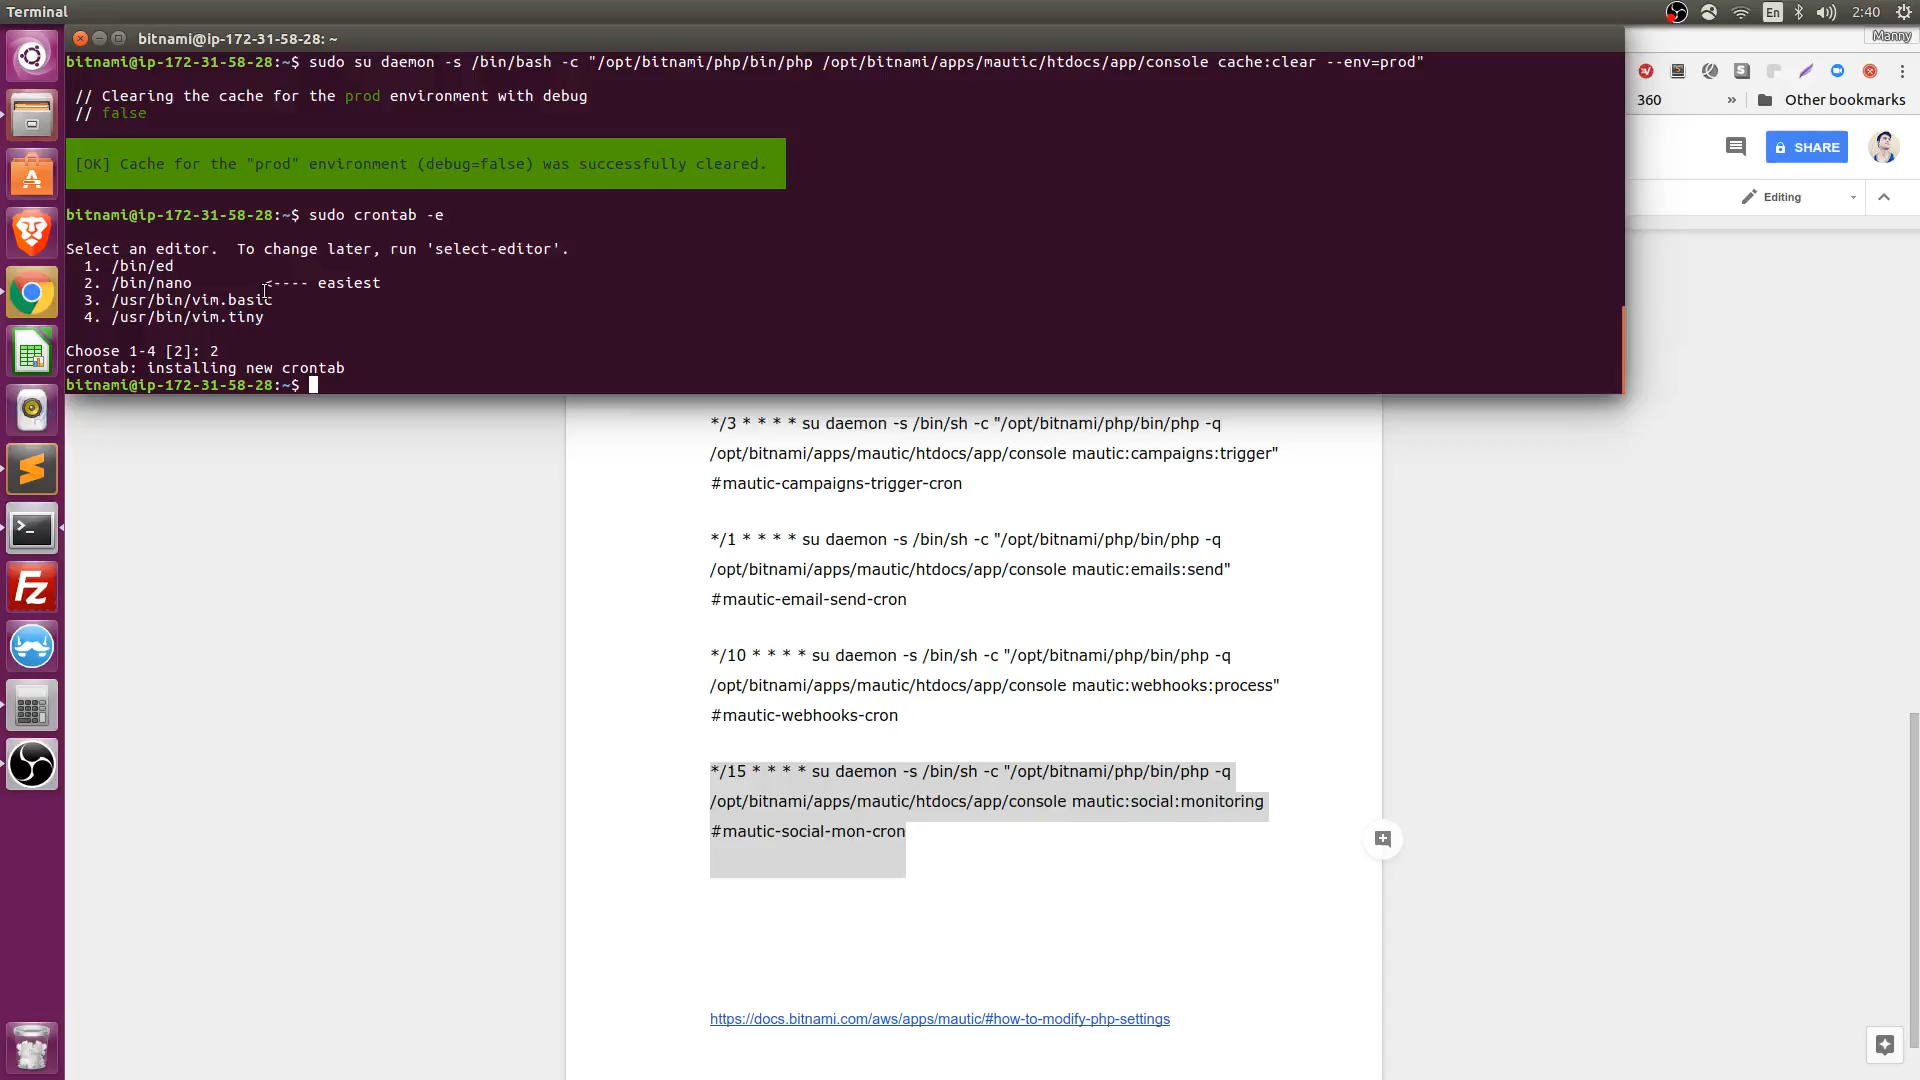 Terminal
En
2:40
bitnami@ip-172-31-58-28: ~
Manny
bitnami@ip-172-31-58-28:~$ sudo su daemon -s /bin/bash -c "/opt/bitnami/php/bin/php /opt/bitnami/apps/mautic/htdocs/app/console cache:clear --env=prod"
// Clearing the cache for the prod environment with debug
// false
[OK] Cache for the "prod" environment (debug=false) was successfully cleared.
bitnami@ip-172-31-58-28:~$ sudo crontab -e
Select an editor.  To change later, run 'select-editor'.
1. /bin/ed
2. /bin/nano        <---- easiest
3. /usr/bin/vim.basic
4. /usr/bin/vim.tiny
Choose 1-4 [2]: 2
crontab: installing new crontab
bitnami@ip-172-31-58-28:~$
360
»
Other bookmarks
SHARE
Editing
*/3 * * * * su daemon -s /bin/sh -c "/opt/bitnami/php/bin/php -q
/opt/bitnami/apps/mautic/htdocs/app/console mautic:campaigns:trigger"
#mautic-campaigns-trigger-cron
*/1 * * * * su daemon -s /bin/sh -c "/opt/bitnami/php/bin/php -q
/opt/bitnami/apps/mautic/htdocs/app/console mautic:emails:send"
#mautic-email-send-cron
*/10 * * * * su daemon -s /bin/sh -c "/opt/bitnami/php/bin/php -q
/opt/bitnami/apps/mautic/htdocs/app/console mautic:webhooks:process"
#mautic-webhooks-cron
*/15 * * * * su daemon -s /bin/sh -c "/opt/bitnami/php/bin/php -q
/opt/bitnami/apps/mautic/htdocs/app/console mautic:social:monitoring
#mautic-social-mon-cron
https://docs.bitnami.com/aws/apps/mautic/#how-to-modify-php-settings